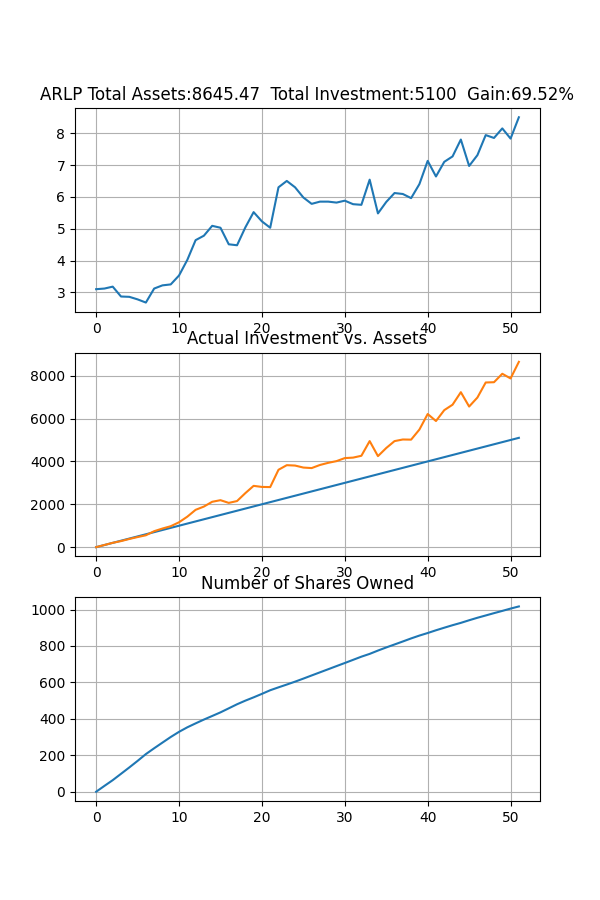 ARLP Total Assets:8645.47  Total Investment:5100  Gain:69.52%
8
7
6
5
4
3
0 10 20 30 40 50
Actual Investment vs. Assets
8000
6000
4000
2000
0
0 10 20 30 40 50
Number of Shares Owned
1000
800
600
400
200
0
0 10 20 30 40 50